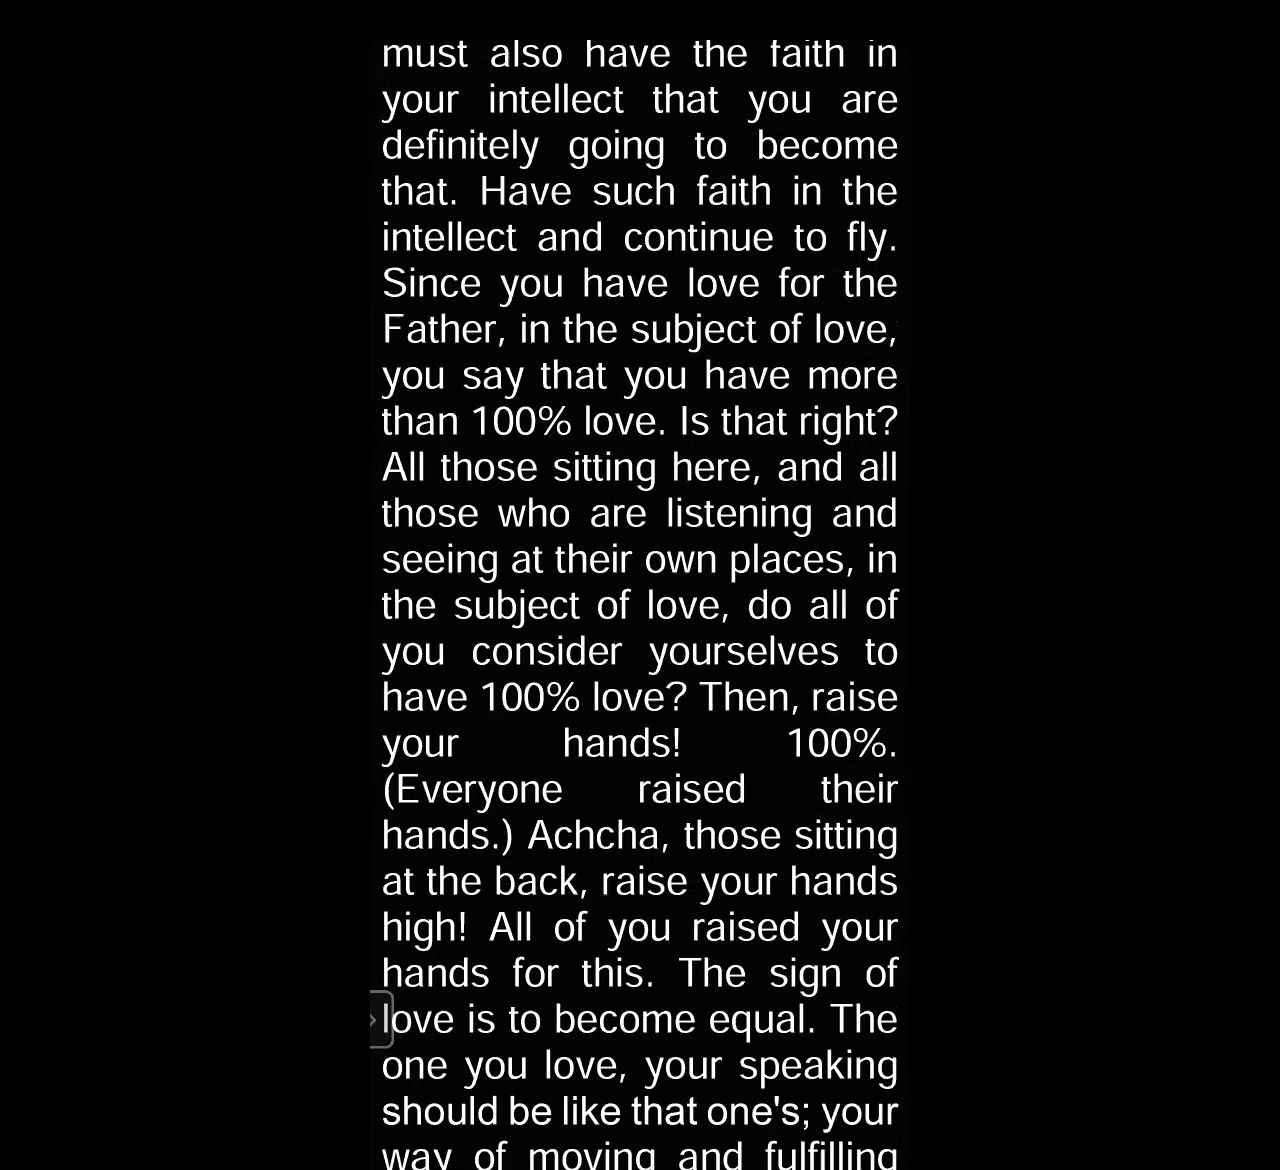 must also have the faith in
your intellect that you are
definitely going to become
that. Have such faith in the
intellect and continue to fly.
Since you have love for the
Father, in the subject of love,
you say that you have more
than 100% love. Is that right?
All those sitting here, and all
those who are listening and
seeing at their own places, in
the subject of love, do all of
you consider yourselves to
have 100% love? Then, raise
your hands! 100%.
(Everyone raised their
hands.) Achcha, those sitting
at the back, raise your hands
high! All of you raised your
hands for this. The sign of
love is to become equal. The
one you love, your speaking
should be like that one's; your
way of moving and fulfilling